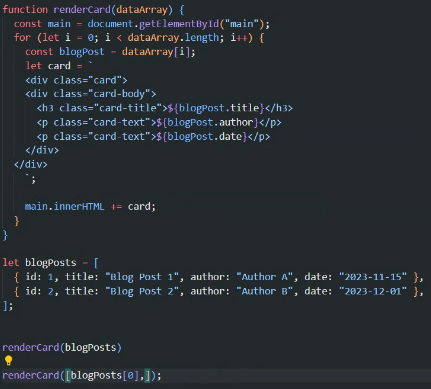 function renderCard(dataArray) {
  const main = document.getElementById("main");
  for (let i = 0; i < dataArray.length; i++) {
    const blogPost = dataArray[i];
    let card = `
    <div class="card">
    <div class="card-body">
      <h3 class="card-title">${blogPost.title}</h3>
      <p class="card-text">${blogPost.author}</p>
      <p class="card-text">${blogPost.date}</p>
    </div>
  </div>
    `;
    main.innerHTML += card;
  }
}
let blogPosts = [
  { id: 1, title: "Blog Post 1", author: "Author A", date: "2023-11-15" },
  { id: 2, title: "Blog Post 2", author: "Author B", date: "2023-12-01" },
];
renderCard(blogPosts)
renderCard([blogPosts[0],]);